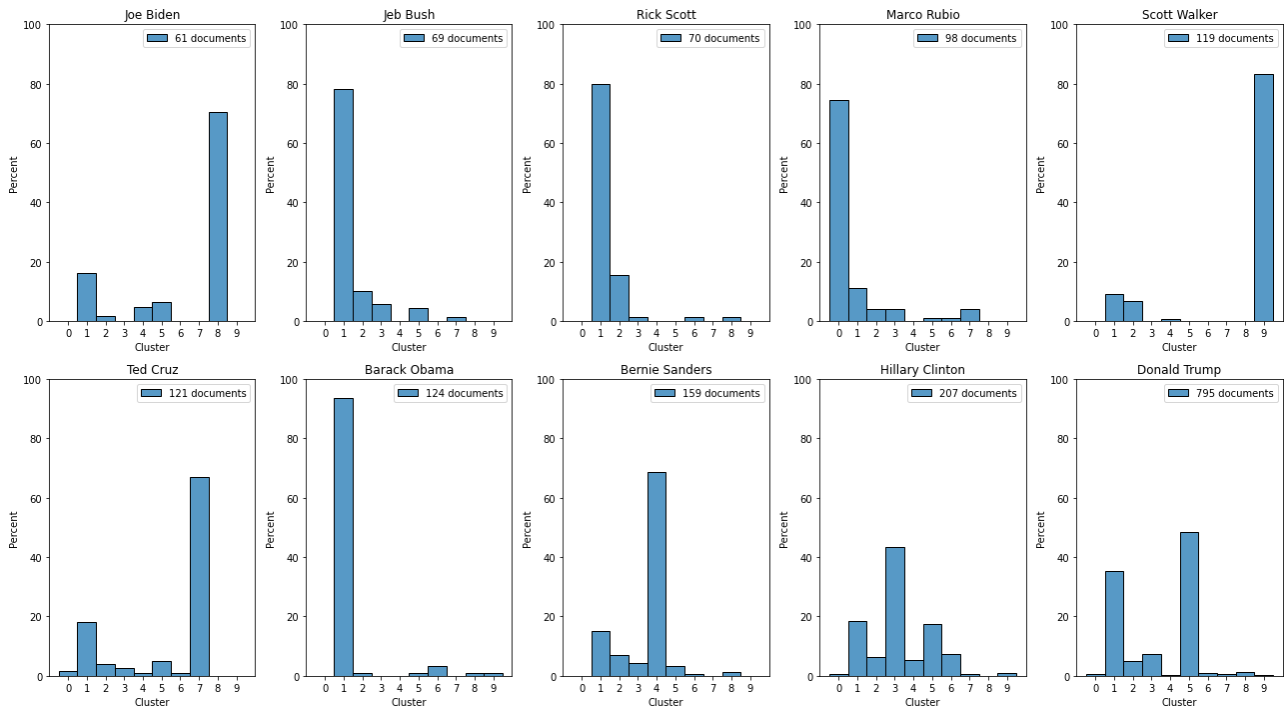 Joe Biden
Jeb Bush
Rick Scott
Marco Rubio
Scott Walker
100
80
60
40
20
0
Percent
61 documents
0 1 2 3 4 5 6 7 8 9
Cluster
100
80
60
40
20
0
Percent
69 documents
0 1 2 3 4 5 6 7 8 9
Cluster
100
80
60
40
20
0
Percent
70 documents
0 1 2 3 4 5 6 7 8 9
Cluster
100
80
60
40
20
0
Percent
98 documents
0 1 2 3 4 5 6 7 8 9
Cluster
100
80
60
40
20
0
Percent
119 documents
0 1 2 3 4 5 6 7 8 9
Cluster
Ted Cruz
Barack Obama
Bernie Sanders
Hillary Clinton
Donald Trump
100
80
60
40
20
0
Percent
121 documents
0 1 2 3 4 5 6 7 8 9
Cluster
100
80
60
40
20
0
Percent
124 documents
0 1 2 3 4 5 6 7 8 9
Cluster
100
80
60
40
20
0
Percent
159 documents
0 1 2 3 4 5 6 7 8 9
Cluster
100
80
60
40
20
0
Percent
207 documents
0 1 2 3 4 5 6 7 8 9
Cluster
100
80
60
40
20
0
Percent
795 documents
0 1 2 3 4 5 6 7 8 9
Cluster